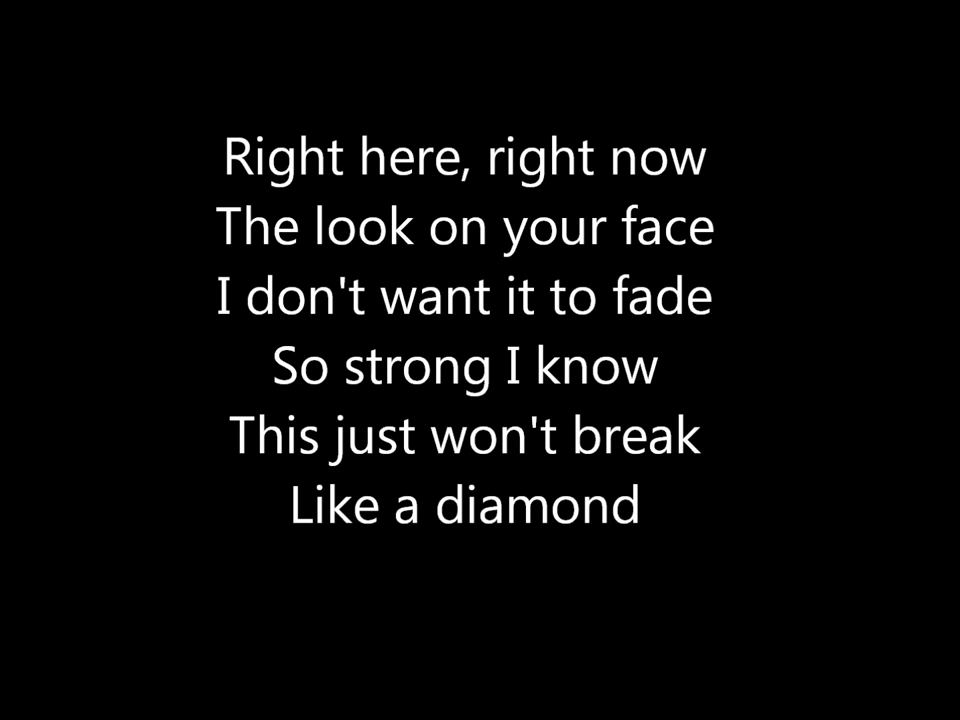 Right here, right now
The look on your face
I don't want it to fade
So strong I know
This just won't break
Like a diamond